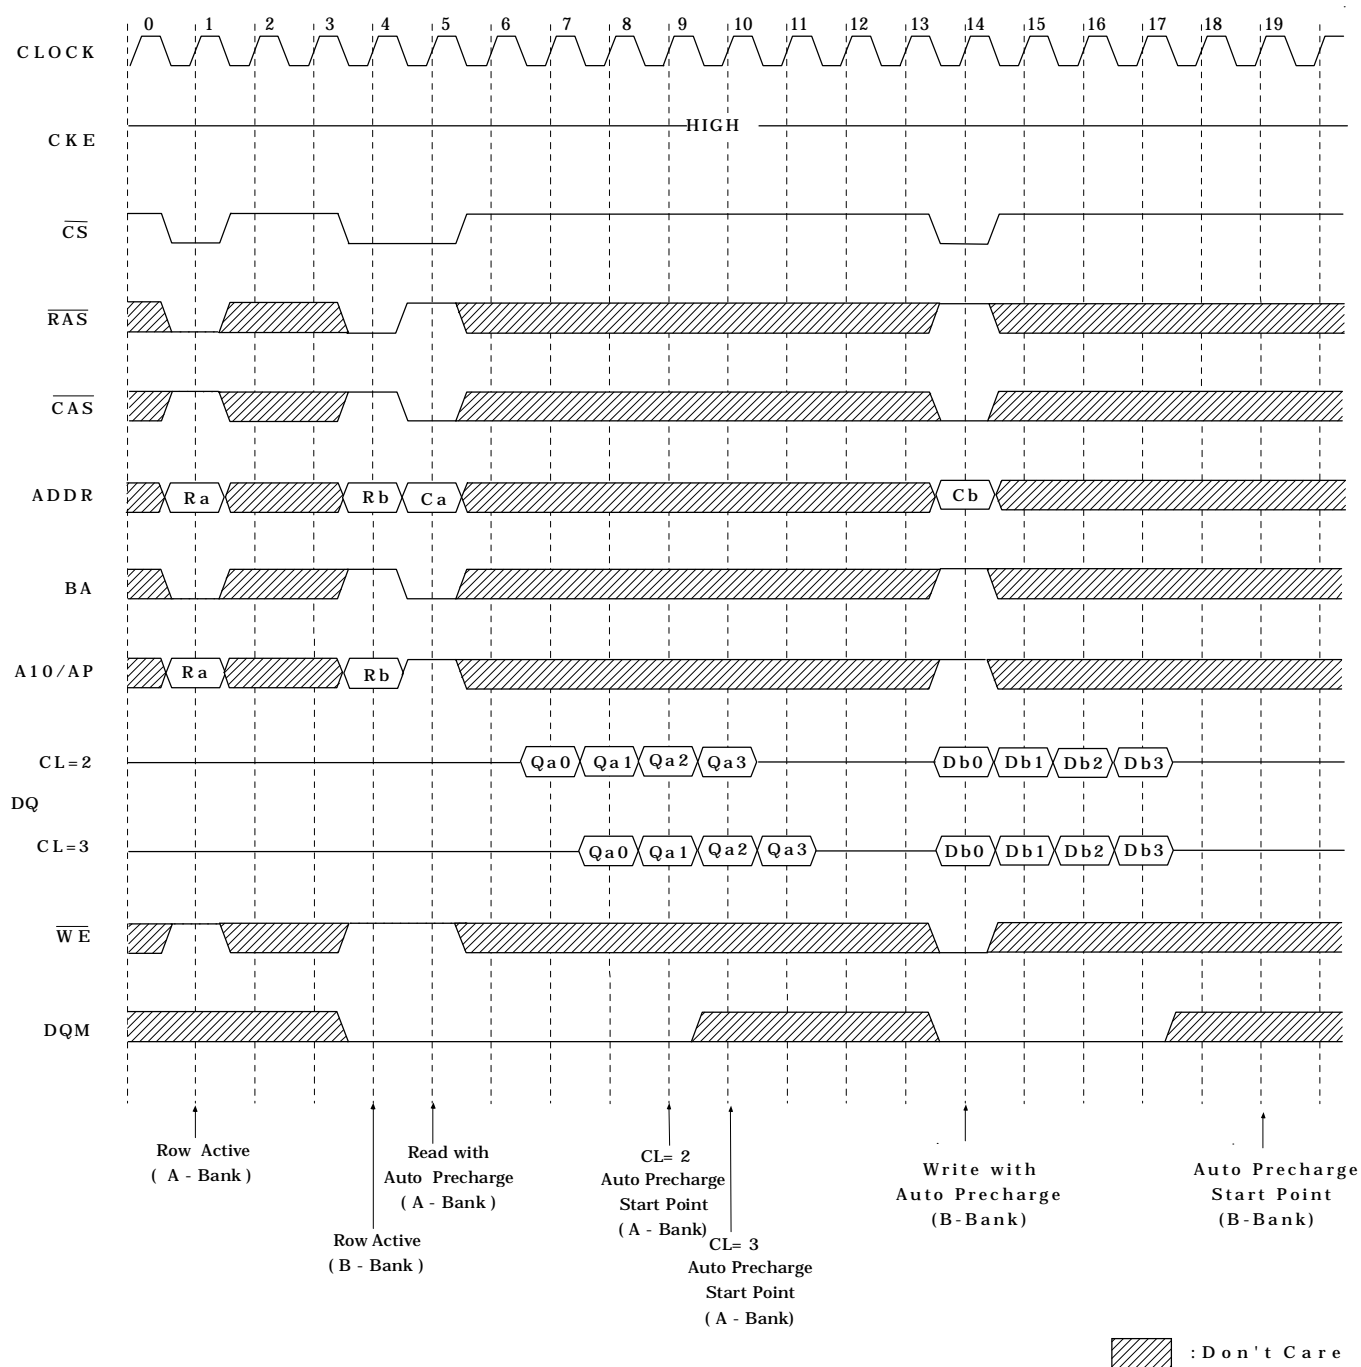 0 1 2 3 4 5 6 7 8 9 10 11 12 13 14 15 16 17 18 19
CLOCK
HIGH
CKE
CS
RAS
CAS
ADDR Ra Rb Ca Cb
BA
A10/AP Ra Rb
CL=2 Qa0 Qa1 Qa2 Qa3 Db0 Db1 Db2 Db3
DQ
CL=3 Qa0 Qa1 Qa2 Qa3 Db0 Db1 Db2 Db3
WE
DQM
Row Active
( A - Bank )
Row Active
( B - Bank )
Read with
Auto Precharge
( A - Bank )
CL= 2
Auto Precharge
Start Point
( A - Bank)
CL= 3
Auto Precharge
Start Point
( A - Bank)
Write with
Auto Precharge
(B-Bank)
Auto Precharge
Start Point
(B-Bank)
:Don't Care